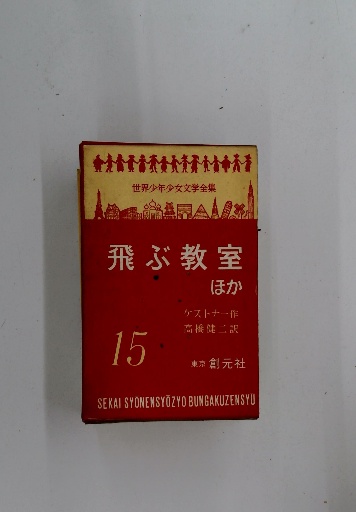 世界少年少女文学全集
飛ぶ教室
ほか
ケストナー作
高橋健二訳
15
東京 創元社
SEKAI SYONENSYÔZYO BUNGAKUZENSYU